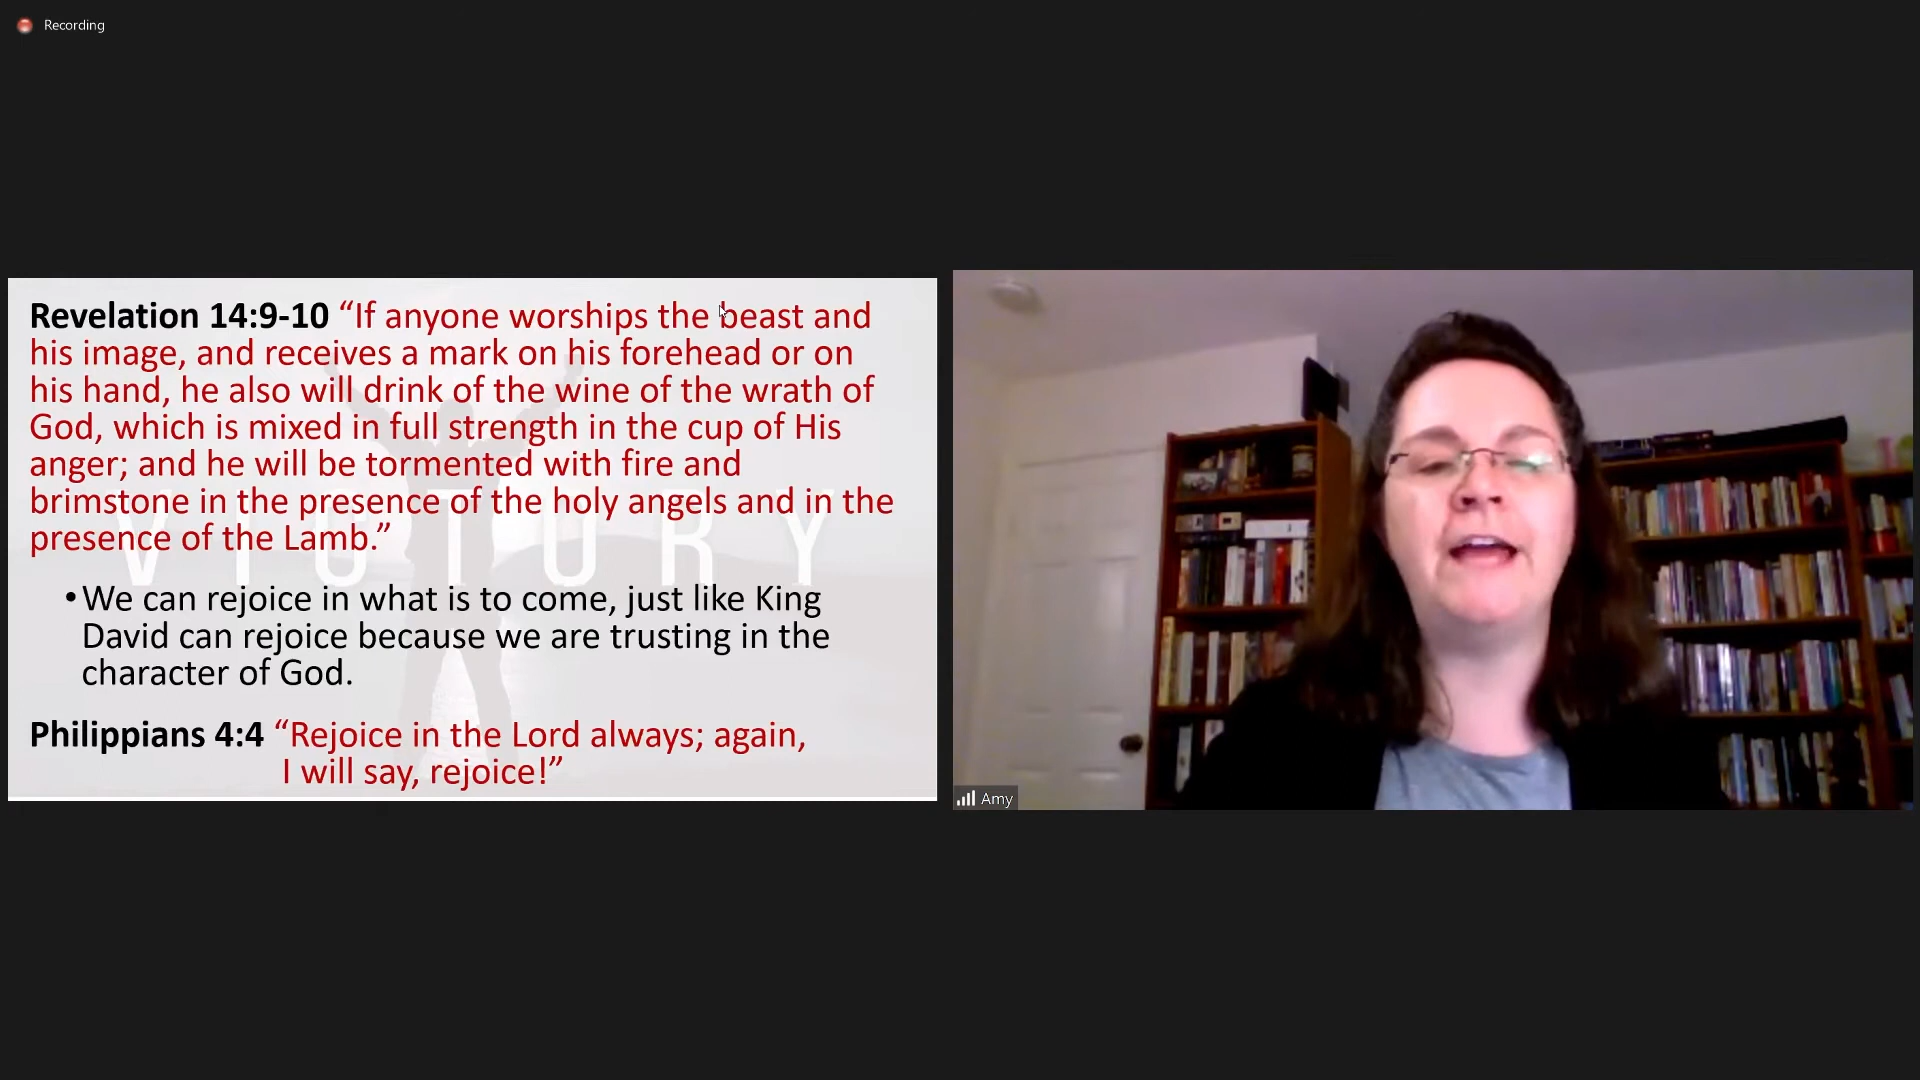 Recording
Revelation 14:9-10 “If anyone worships the beast and
his image, and receives a mark on his forehead or on
his hand, he also will drink of the wine of the wrath of
God, which is mixed in full strength in the cup of His
anger; and he will be tormented with fire and
brimstone in the presence of the holy angels and in the
presence of the Lamb.”
VICTORY
•We can rejoice in what is to come, just like King
David can rejoice because we are trusting in the
character of God.
Philippians 4:4 “Rejoice in the Lord always; again,
I will say, rejoice!”
Amy